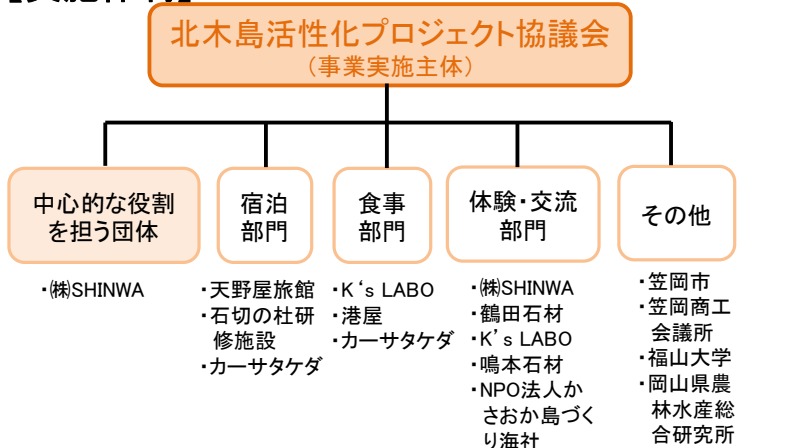 北木島活性化プロジェクト協議会
（事業実施主体）
中心的な役割
を担う団体
・㈱SHINWA
宿泊
部門
・天野屋旅館
・石切の杜研
修施設
・カーサタケダ
食事
部門
・K‘s LABO
・港屋
・カーサタケダ
体験・交流
部門
・㈱SHINWA
・鶴田石材
・K’s LABO
・鳴本石材
・NPO法人か
さおか島づく
り海社
その他
・笠岡市
・笠岡商工
会議所
・福山大学
・岡山県農
林水産総
合研究所